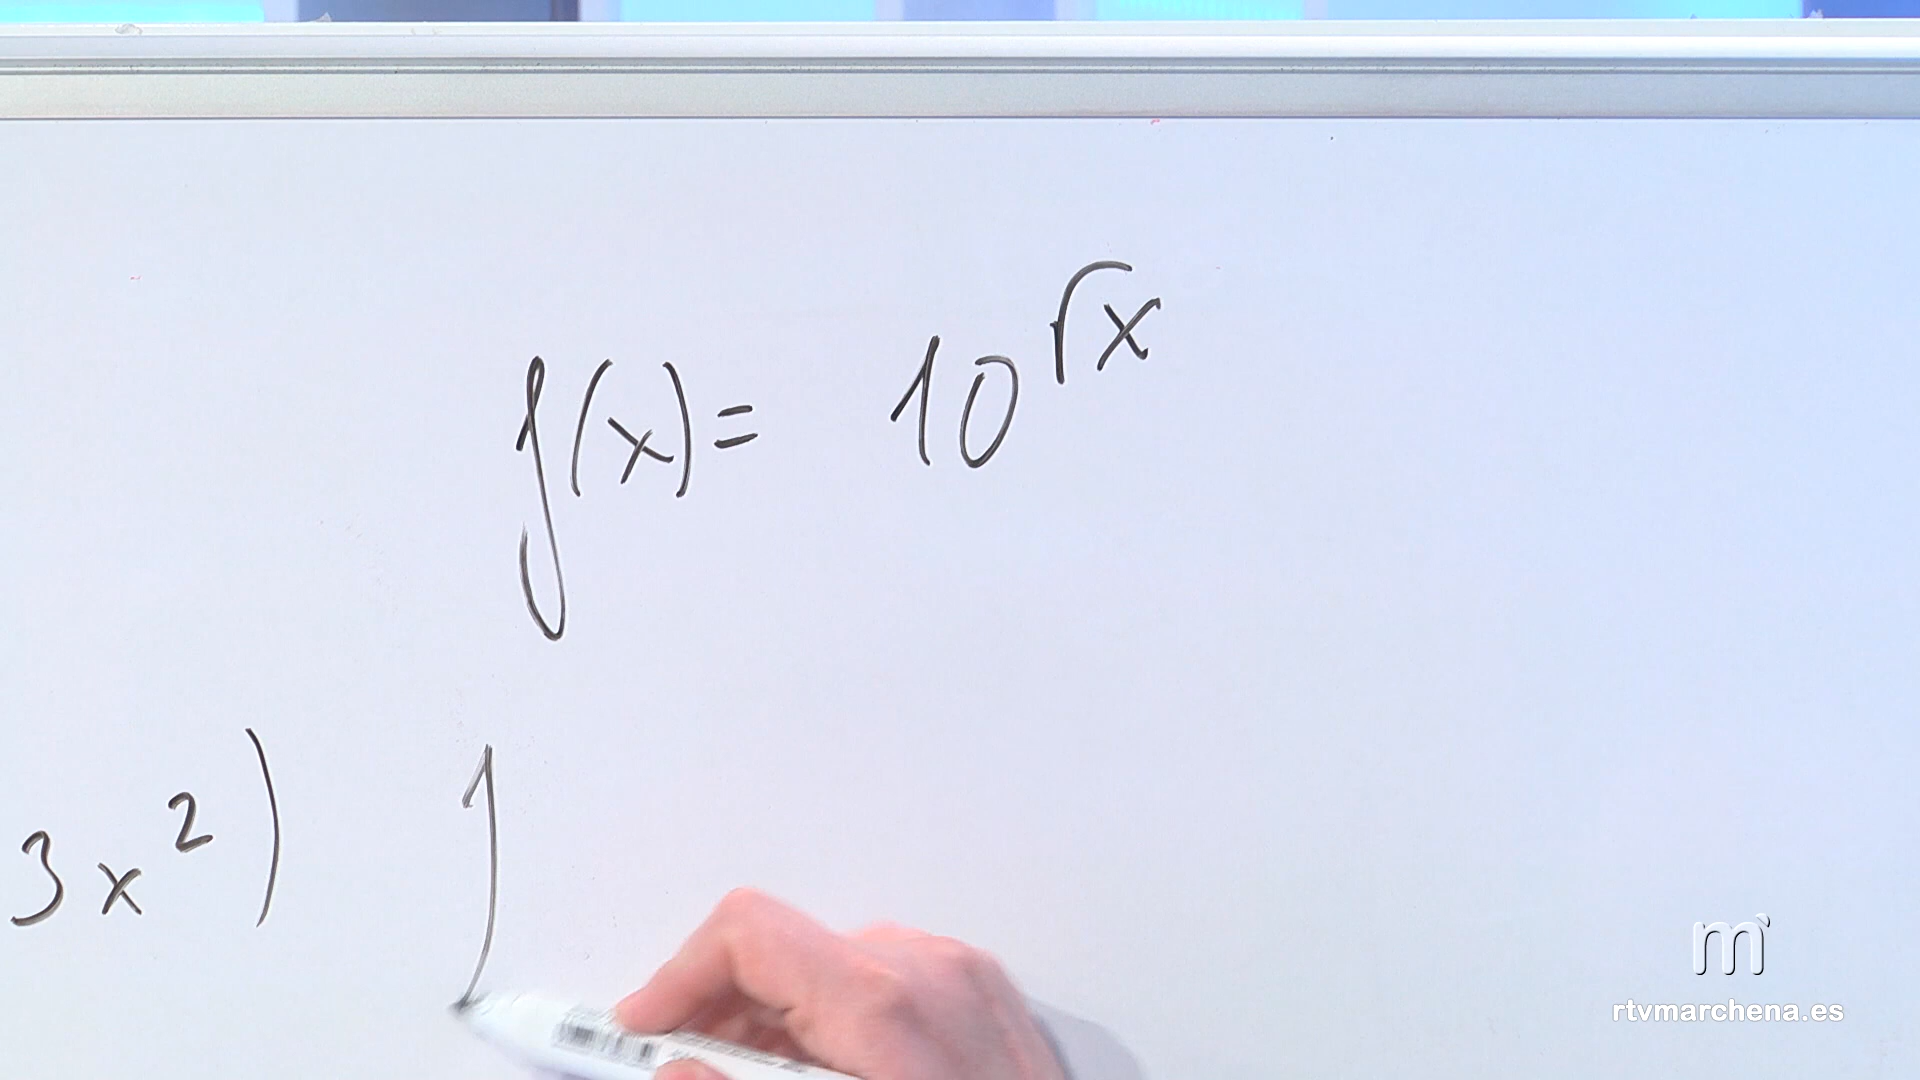 f(x) = 10^√x
3x²)
m
rtvmarchena.es